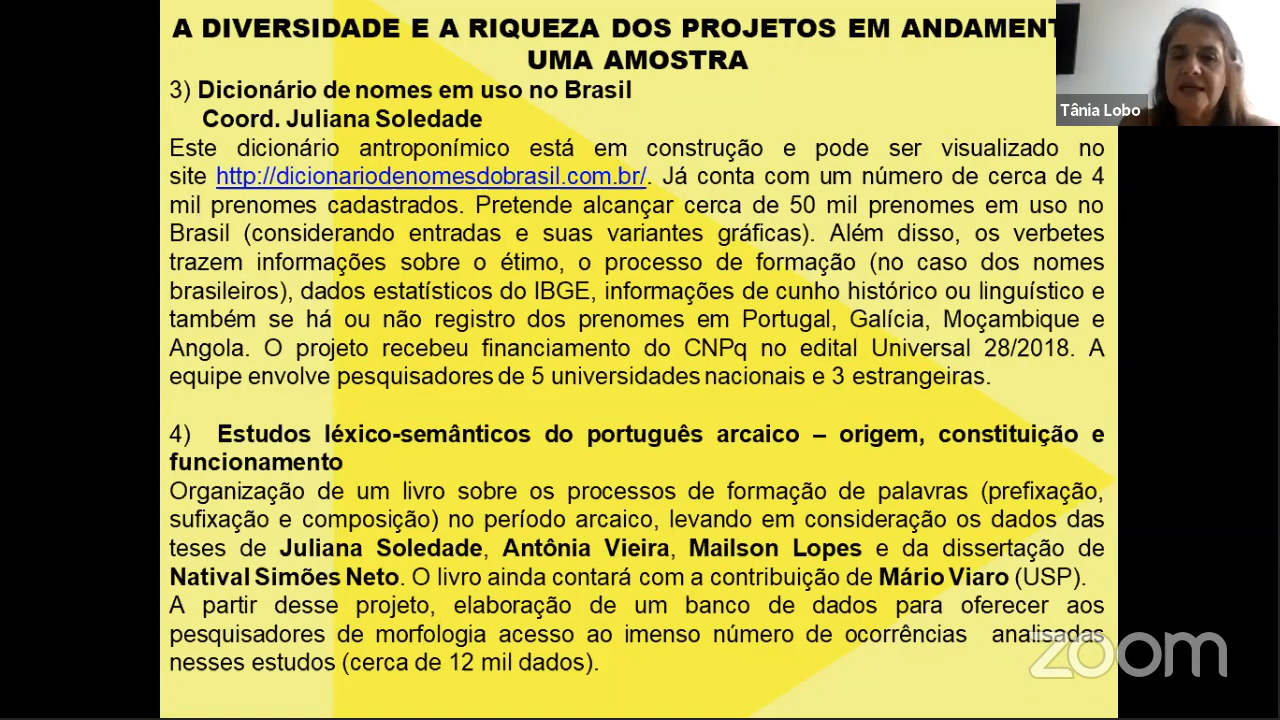 A DIVERSIDADE E A RIQUEZA DOS PROJETOS EM ANDAMENT
UMA AMOSTRA
Tânia Lobo
3) Dicionário de nomes em uso no Brasil
Coord. Juliana Soledade
Este dicionário antroponímico está em construção e pode ser visualizado no
site http://dicionariodenomesdobrasil.com.br/. Já conta com um número de cerca de 4
mil prenomes cadastrados. Pretende alcançar cerca de 50 mil prenomes em uso no
Brasil (considerando entradas e suas variantes gráficas). Além disso, os verbetes
trazem informações sobre o étimo, o processo de formação (no caso dos nomes
brasileiros), dados estatísticos do IBGE, informações de cunho histórico ou linguístico e
também se há ou não registro dos prenomes em Portugal, Galícia, Moçambique e
Angola. O projeto recebeu financiamento do CNPq no edital Universal 28/2018. A
equipe envolve pesquisadores de 5 universidades nacionais e 3 estrangeiras.
4) Estudos léxico-semânticos do português arcaico – origem, constituição e
funcionamento
Organização de um livro sobre os processos de formação de palavras (prefixação,
sufixação e composição) no período arcaico, levando em consideração os dados das
teses de Juliana Soledade, Antônia Vieira, Mailson Lopes e da dissertação de
Natival Simões Neto. O livro ainda contará com a contribuição de Mário Viaro (USP).
A partir desse projeto, elaboração de um banco de dados para oferecer aos
pesquisadores de morfologia acesso ao imenso número de ocorrências analisadas
nesses estudos (cerca de 12 mil dados).
zoom